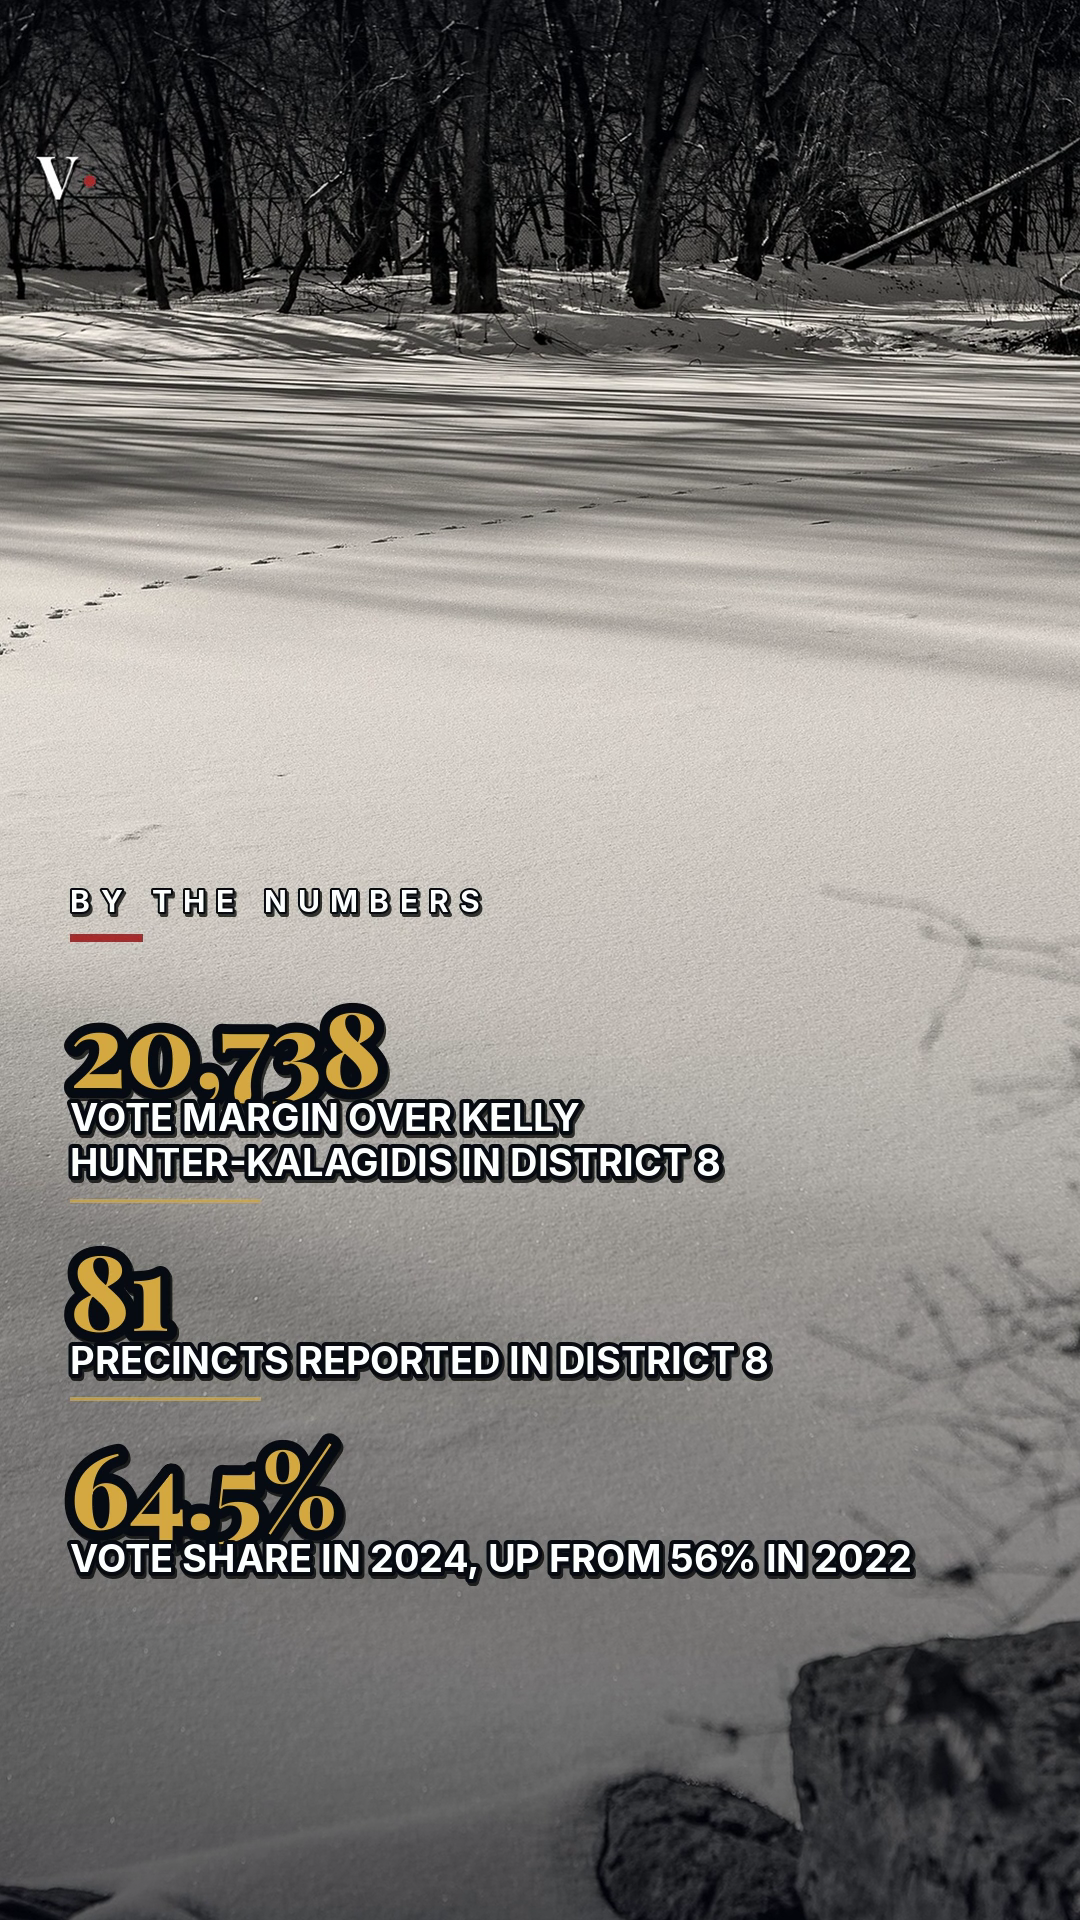 V
BY THE NUMBERS
20,738
VOTE MARGIN OVER KELLY
HUNTER-KALAGIDIS IN DISTRICT 8
81
PRECINCTS REPORTED IN DISTRICT 8
64.5%
VOTE SHARE IN 2024, UP FROM 56% IN 2022